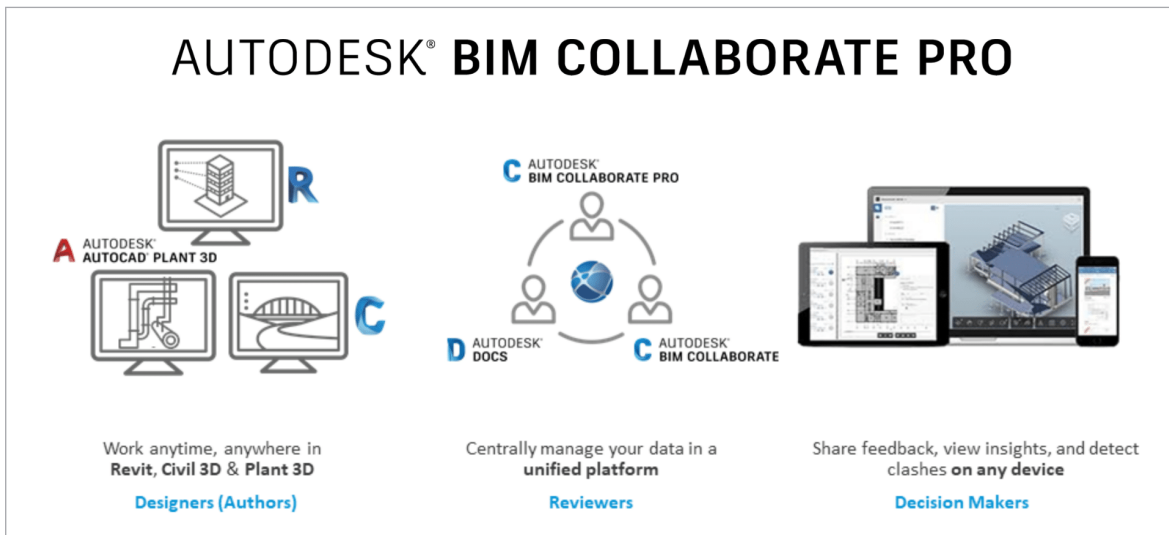 AUTODESK® BIM COLLABORATE PRO
R
A AUTODESK® AUTOCAD® PLANT 3D
C
C AUTODESK® BIM COLLABORATE PRO
D AUTODESK® DOCS
C AUTODESK® BIM COLLABORATE
Work anytime, anywhere in
Revit, Civil 3D & Plant 3D
Designers (Authors)
Centrally manage your data in a
unified platform
Reviewers
Share feedback, view insights, and detect
clashes on any device
Decision Makers